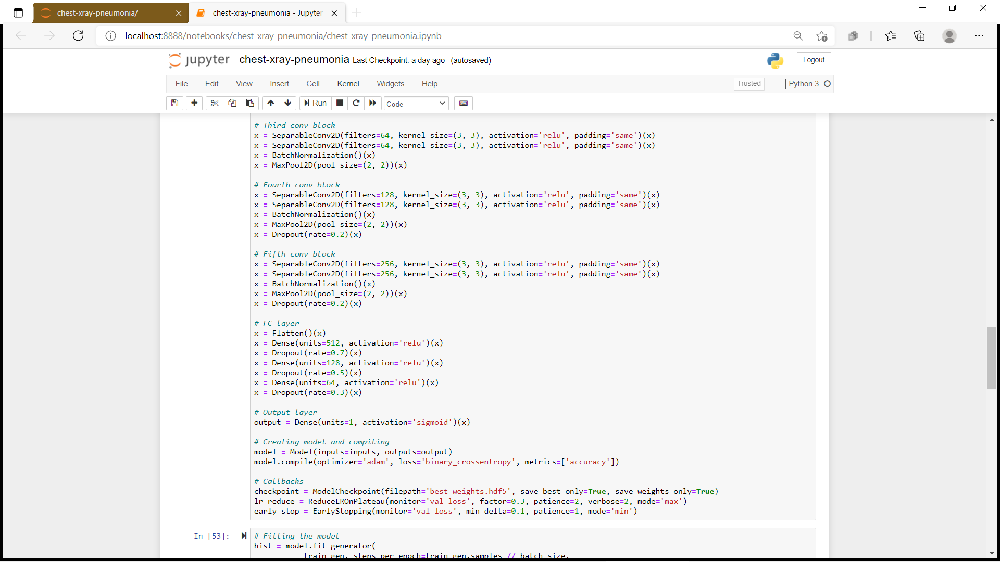 chest-xray-pneumonia/
chest-xray-pneumonia - Jupyter
localhost:8888/notebooks/chest-xray-pneumonia/chest-xray-pneumonia.ipynb
jupyter chest-xray-pneumonia Last Checkpoint: a day ago (autosaved)
Logout
File Edit View Insert Cell Kernel Widgets Help
Trusted
Python 3
Run
Code
# Third conv block
x = SeparableConv2D(filters=64, kernel_size=(3, 3), activation='relu', padding='same')(x)
x = SeparableConv2D(filters=64, kernel_size=(3, 3), activation='relu', padding='same')(x)
x = BatchNormalization()(x)
x = MaxPool2D(pool_size=(2, 2))(x)
# Fourth conv block
x = SeparableConv2D(filters=128, kernel_size=(3, 3), activation='relu', padding='same')(x)
x = SeparableConv2D(filters=128, kernel_size=(3, 3), activation='relu', padding='same')(x)
x = BatchNormalization()(x)
x = MaxPool2D(pool_size=(2, 2))(x)
x = Dropout(rate=0.2)(x)
# Fifth conv block
x = SeparableConv2D(filters=256, kernel_size=(3, 3), activation='relu', padding='same')(x)
x = SeparableConv2D(filters=256, kernel_size=(3, 3), activation='relu', padding='same')(x)
x = BatchNormalization()(x)
x = MaxPool2D(pool_size=(2, 2))(x)
x = Dropout(rate=0.2)(x)
# FC layer
x = Flatten()(x)
x = Dense(units=512, activation='relu')(x)
x = Dropout(rate=0.7)(x)
x = Dense(units=128, activation='relu')(x)
x = Dropout(rate=0.5)(x)
x = Dense(units=64, activation='relu')(x)
x = Dropout(rate=0.3)(x)
# Output layer
output = Dense(units=1, activation='sigmoid')(x)
# Creating model and compiling
model = Model(inputs=inputs, outputs=output)
model.compile(optimizer='adam', loss='binary_crossentropy', metrics=['accuracy'])
# Callbacks
checkpoint = ModelCheckpoint(filepath='best_weights.hdf5', save_best_only=True, save_weights_only=True)
lr_reduce = ReduceLROnPlateau(monitor='val_loss', factor=0.3, patience=2, verbose=2, mode='max')
early_stop = EarlyStopping(monitor='val_loss', min_delta=0.1, patience=1, mode='min')
In [53]:
# Fitting the model
hist = model.fit_generator(
train_gen, steps_per_epoch=train_gen.samples // batch_size,